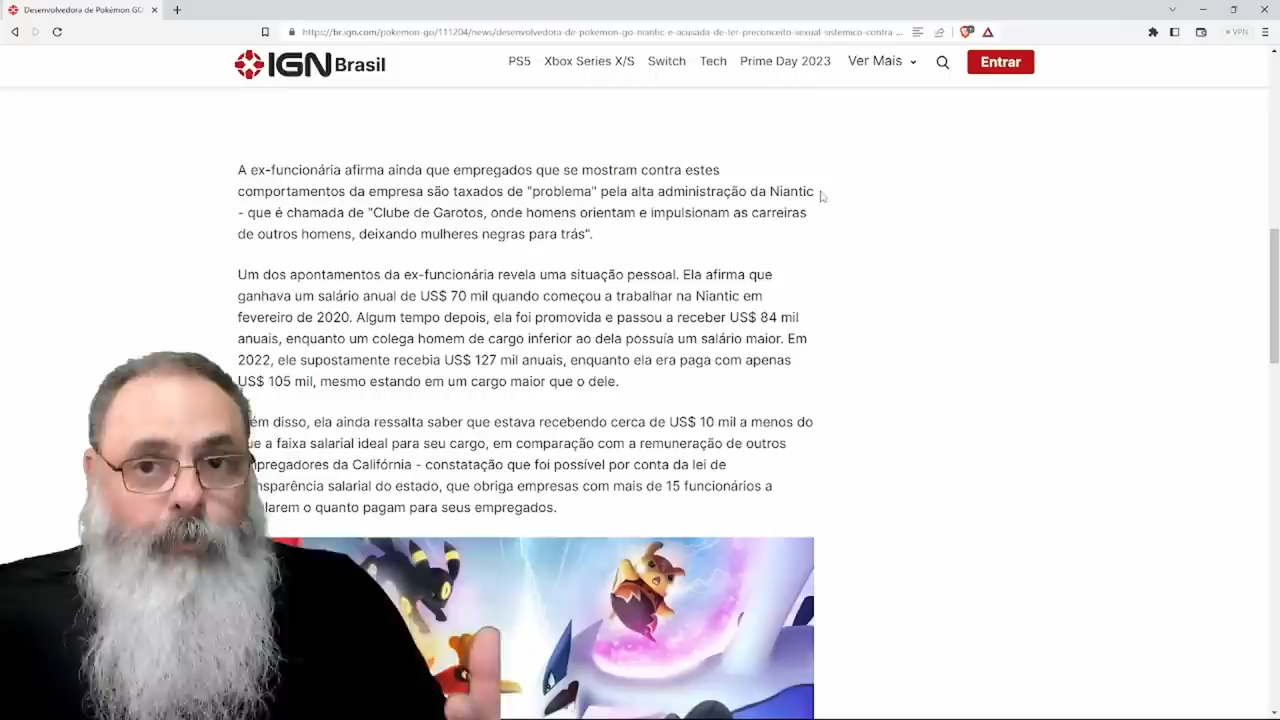 Desenvolvedora de Pokémon GO
https://br.ign.com/pokemon-go/111204/news/desenvolvedora-de-pokemon-go-niantic-e-acusada-de-ter-preconceito-sexual-sistemico-contra-...
VPN
IGN Brasil
PS5 Xbox Series X/S Switch Tech Prime Day 2023 Ver Mais Entrar
A ex-funcionária afirma ainda que empregados que se mostram contra estes
comportamentos da empresa são taxados de "problema" pela alta administração da Niantic
- que é chamada de "Clube de Garotos, onde homens orientam e impulsionam as carreiras
de outros homens, deixando mulheres negras para trás".
Um dos apontamentos da ex-funcionária revela uma situação pessoal. Ela afirma que
ganhava um salário anual de US$ 70 mil quando começou a trabalhar na Niantic em
fevereiro de 2020. Algum tempo depois, ela foi promovida e passou a receber US$ 84 mil
anuais, enquanto um colega homem de cargo inferior ao dela possuía um salário maior. Em
2022, ele supostamente recebia US$ 127 mil anuais, enquanto ela era paga com apenas
US$ 105 mil, mesmo estando em um cargo maior que o dele.
ém disso, ela ainda ressalta saber que estava recebendo cerca de US$ 10 mil a menos do
ue a faixa salarial ideal para seu cargo, em comparação com a remuneração de outros
mpregadores da Califórnia - constatação que foi possível por conta da lei de
nsparência salarial do estado, que obriga empresas com mais de 15 funcionários a
larem o quanto pagam para seus empregados.